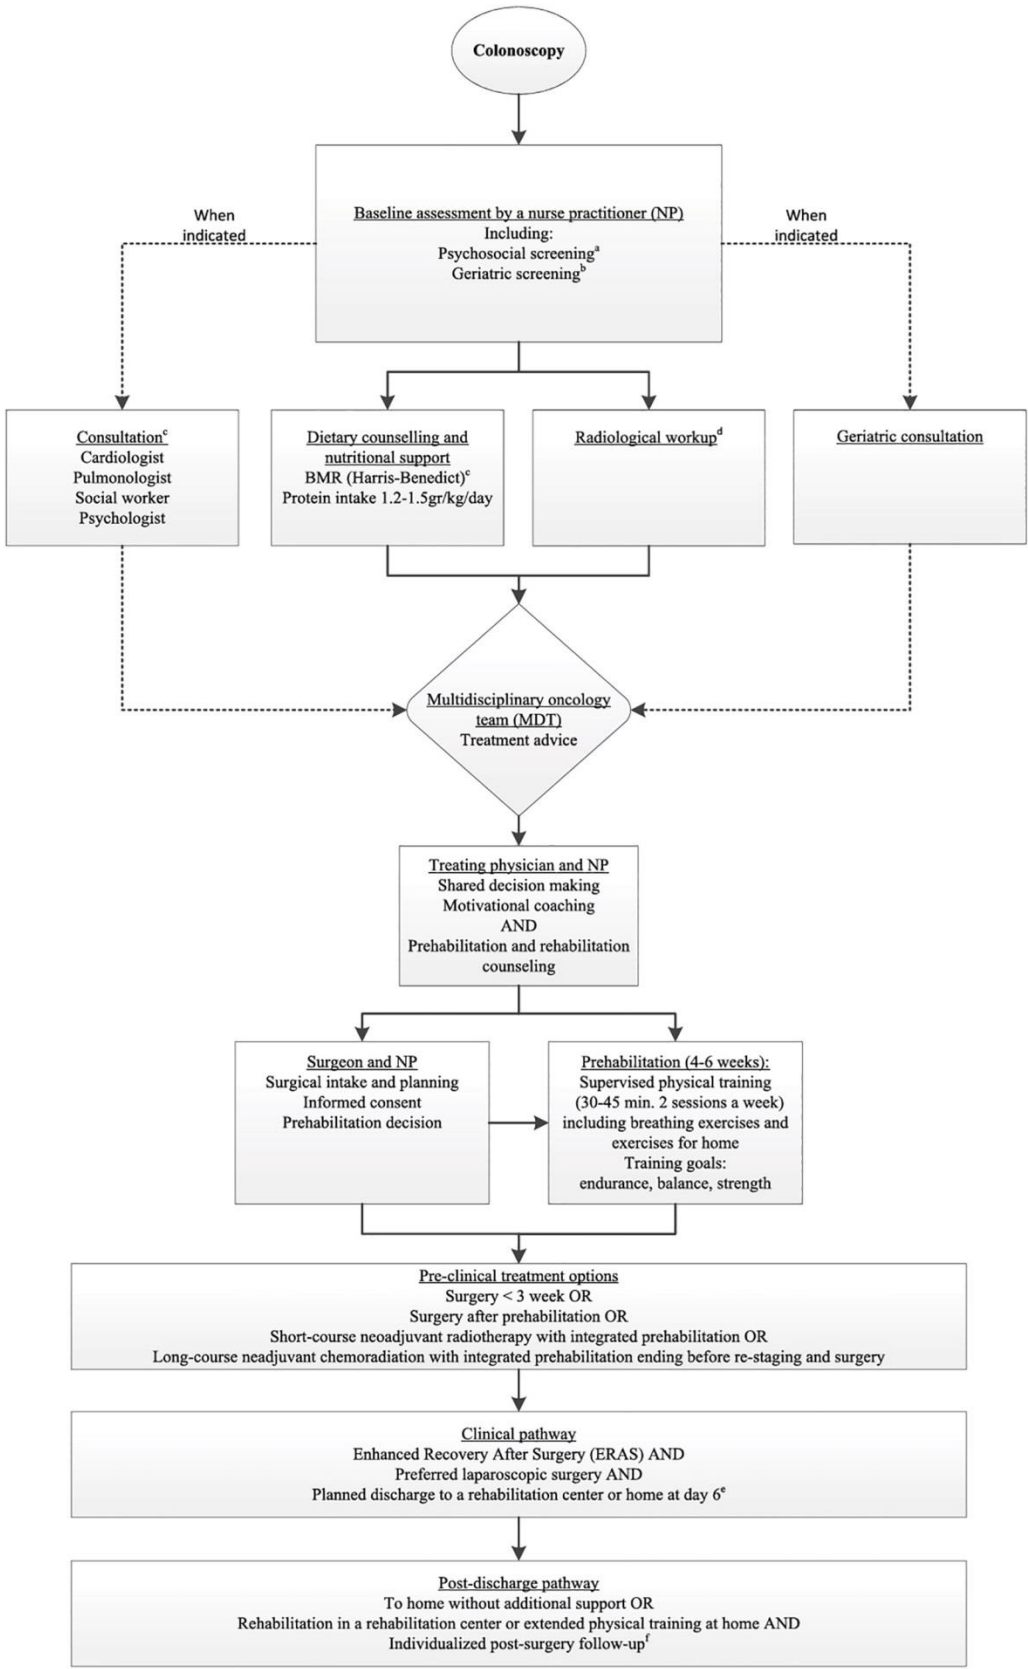 Colonoscopy
Baseline assessment by a nurse practitioner (NP)
Including:
Psychosocial screeningᵃ
Geriatric screeningᵇ
When
indicated
When
indicated
Consultationᶜ
Cardiologist
Pulmonologist
Social worker
Psychologist
Dietary counselling and
nutritional support
BMR (Harris-Benedict)ᶜ
Protein intake 1.2-1.5gr/kg/day
Radiological workupᵈ
Geriatric consultation
Multidisciplinary oncology
team (MDT)
Treatment advice
Treating physician and NP
Shared decision making
Motivational coaching
AND
Prehabilitation and rehabilitation
counseling
Surgeon and NP
Surgical intake and planning
Informed consent
Prehabilitation decision
Prehabilitation (4-6 weeks):
Supervised physical training
(30-45 min. 2 sessions a week)
including breathing exercises and
exercises for home
Training goals:
endurance, balance, strength
Pre-clinical treatment options
Surgery < 3 week OR
Surgery after prehabilitation OR
Short-course neoadjuvant radiotherapy with integrated prehabilitation OR
Long-course neadjuvant chemoradiation with integrated prehabilitation ending before re-staging and surgery
Clinical pathway
Enhanced Recovery After Surgery (ERAS) AND
Preferred laparoscopic surgery AND
Planned discharge to a rehabilitation center or home at day 6ᵉ
Post-discharge pathway
To home without additional support OR
Rehabilitation in a rehabilitation center or extended physical training at home AND
Individualized post-surgery follow-upᶠ